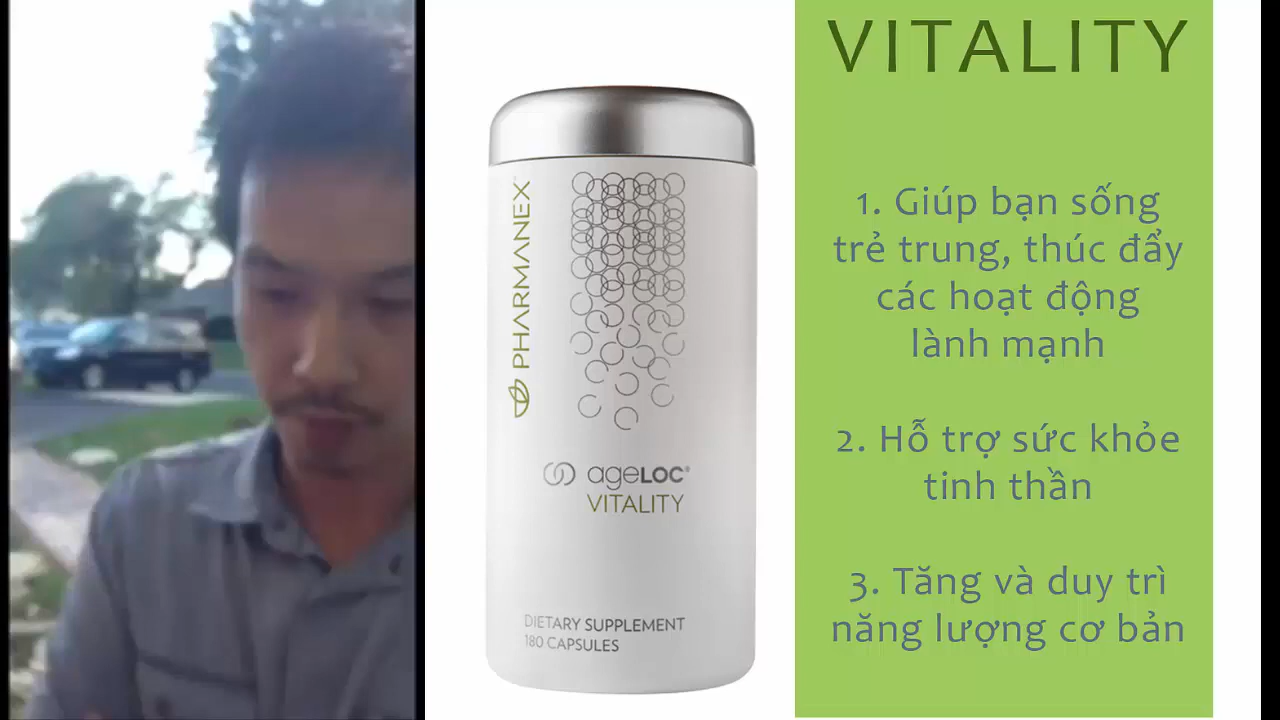 PHARMANEX
ageLOC®
VITALITY
DIETARY SUPPLEMENT
180 CAPSULES
VITALITY
1. Giúp bạn sống
trẻ trung, thúc đẩy
các hoạt động
lành mạnh
2. Hỗ trợ sức khỏe
tinh thần
3. Tăng và duy trì
năng lượng cơ bản